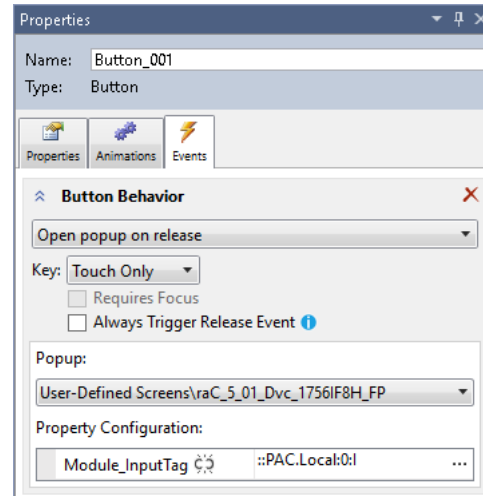 Properties
Name: Button_001
Type: Button
Properties Animations Events
Button Behavior
Open popup on release
Key: Touch Only
Requires Focus
Always Trigger Release Event
Popup:
User-Defined Screens\raC_5_01_Dvc_1756IF8H_FP
Property Configuration:
Module_InputTag ::PAC.Local:0:I ...